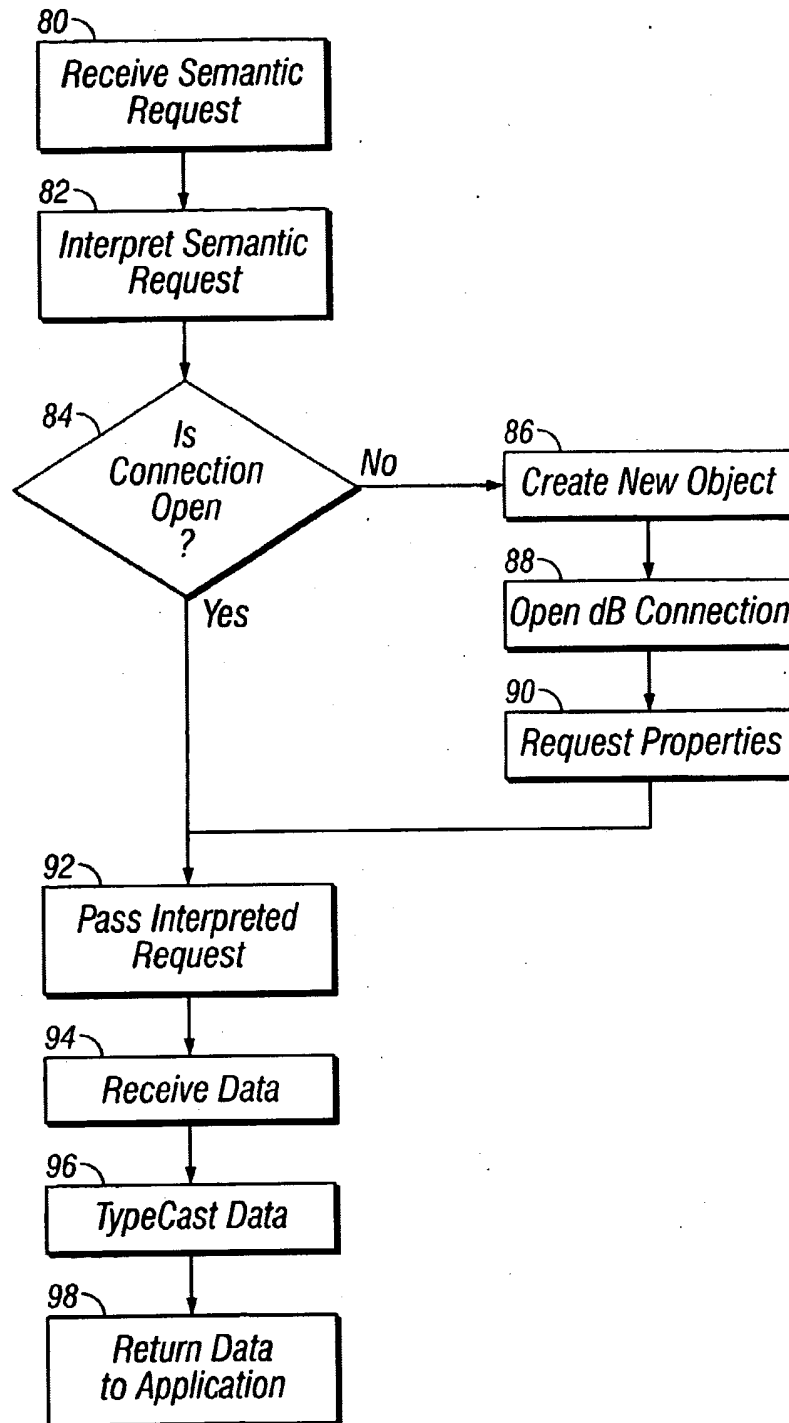 80
Receive Semantic
Request
82
Interpret Semantic
Request
84
Is
Connection
Open
?
No
Yes
86
Create New Object
88
Open dB Connection
90
Request Properties
92
Pass Interpreted
Request
94
Receive Data
96
TypeCast Data
98
Return Data
to Application